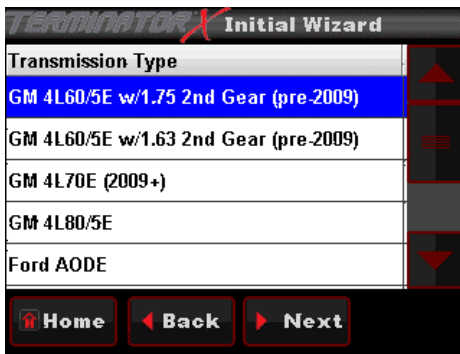 TERMINATOR X Initial Wizard
Transmission Type
GM 4L60/5E w/1.75 2nd Gear (pre-2009)
GM 4L60/5E w/1.63 2nd Gear (pre-2009)
GM 4L70E (2009+)
GM 4L80/5E
Ford AODE
Home Back Next